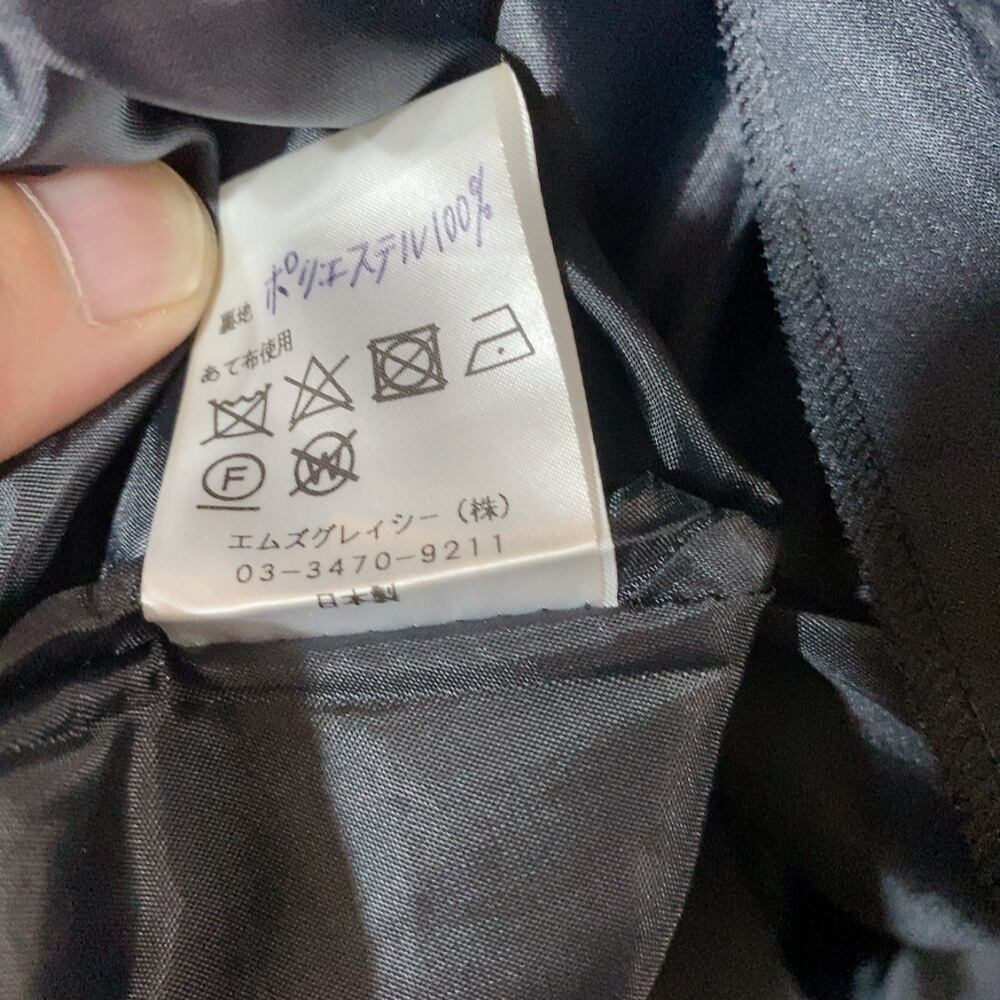 裏地 ポリエステル100%
あて布使用
F W
エムズグレイシー(株)
03-3470-9211
日本製